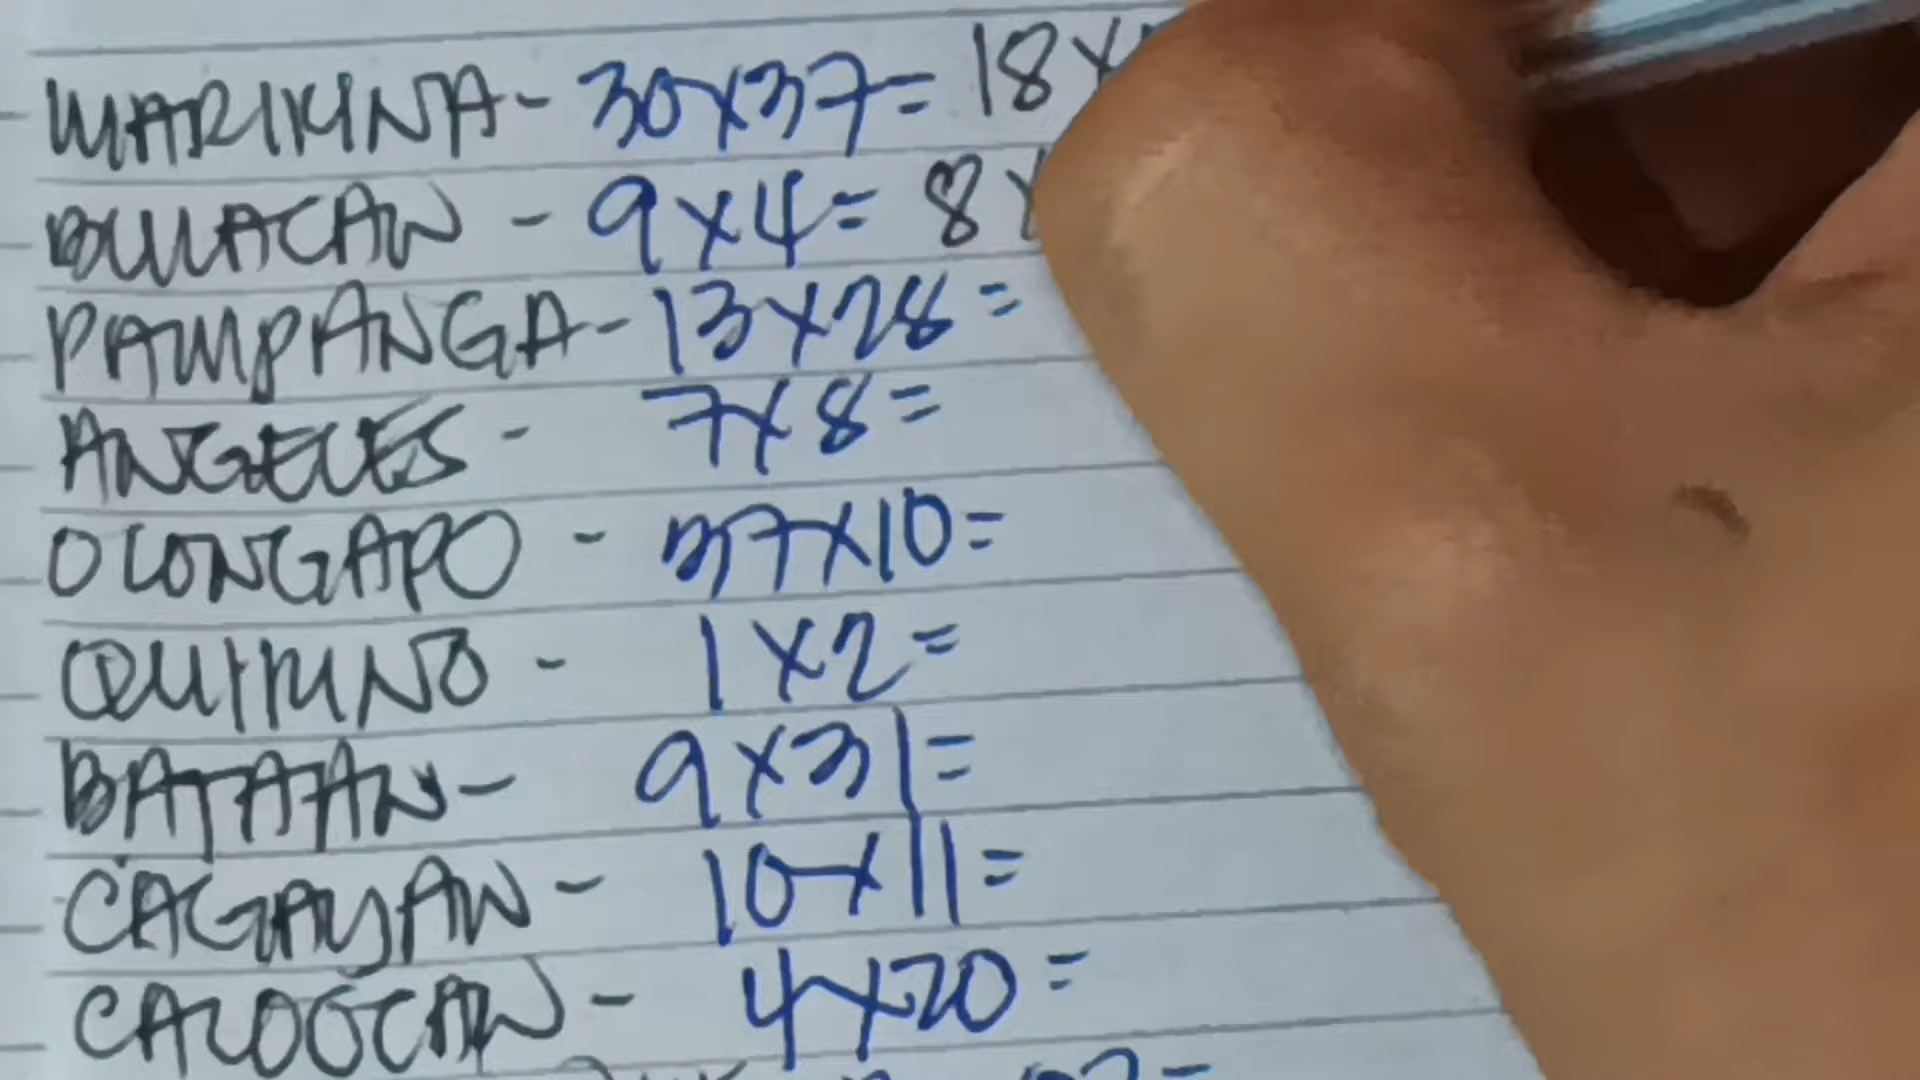 MARIKINA - 30x37= 18x
BULACAN - 9x4= 8x
PAMPANGA - 13x28=
ANGELES - 7x8=
OLONGAPO - 37x10=
QUIRINO - 1x2=
BATAAN - 9x31=
CAGAYAN - 10x11=
CALOOCAN - 4x20=